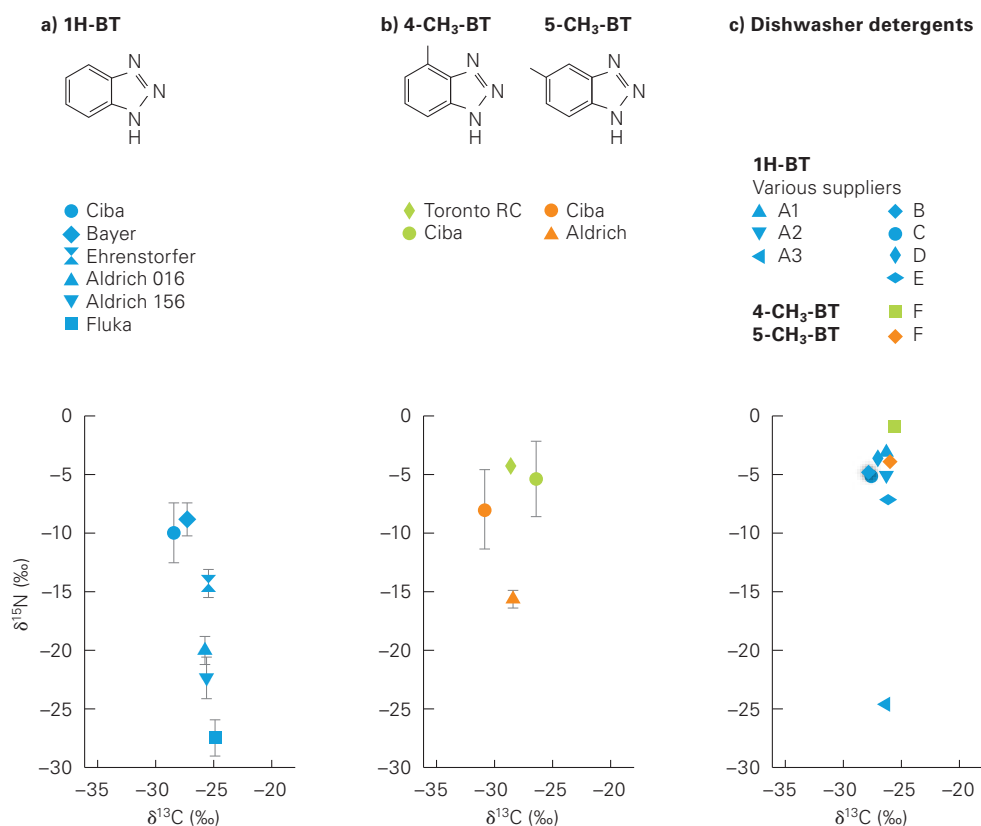 a) 1H-BT
N
N
N
H
Ciba
Bayer
Ehrenstorfer
Aldrich 016
Aldrich 156
Fluka
0
−5
−10
−15
−20
−25
−30
δ¹⁵N (‰)
−35 −30 −25 −20
δ¹³C (‰)
b) 4-CH₃-BT 5-CH₃-BT
N N
N N
N N
H H
Toronto RC Ciba
Ciba Aldrich
0
−5
−10
−15
−20
−25
−30
−35 −30 −25 −20
δ¹³C (‰)
c) Dishwasher detergents
1H-BT
Various suppliers
A1 B
A2 C
A3 D
E
4-CH₃-BT F
5-CH₃-BT F
0
−5
−10
−15
−20
−25
−30
−35 −30 −25 −20
δ¹³C (‰)